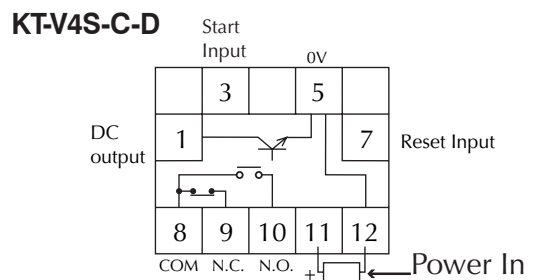 KT-V4S-C-D
Start
Input
0V
3
5
DC
output
1
7
Reset Input
8
9
10
11
12
COM
N.C.
N.O.
+
Power In